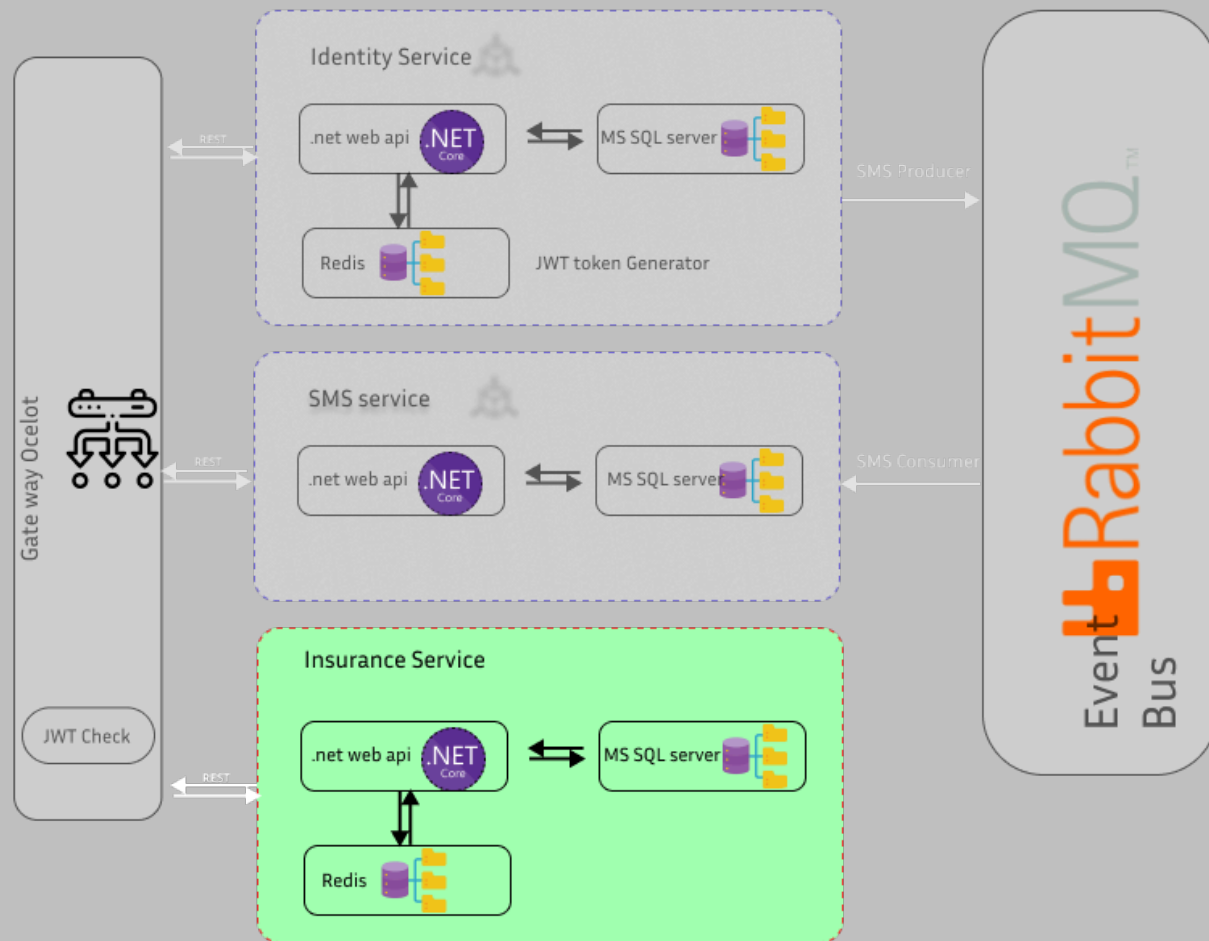 Identity Service
.net web api
.NET
Core
MS SQL server
REST
SMS Producer
Redis
JWT token Generator
Gate way Ocelot
SMS service
.net web api
.NET
Core
MS SQL server
REST
SMS Consumer
RabbitMQ™
Event
Bus
Insurance Service
JWT Check
.net web api
.NET
Core
MS SQL server
REST
Redis